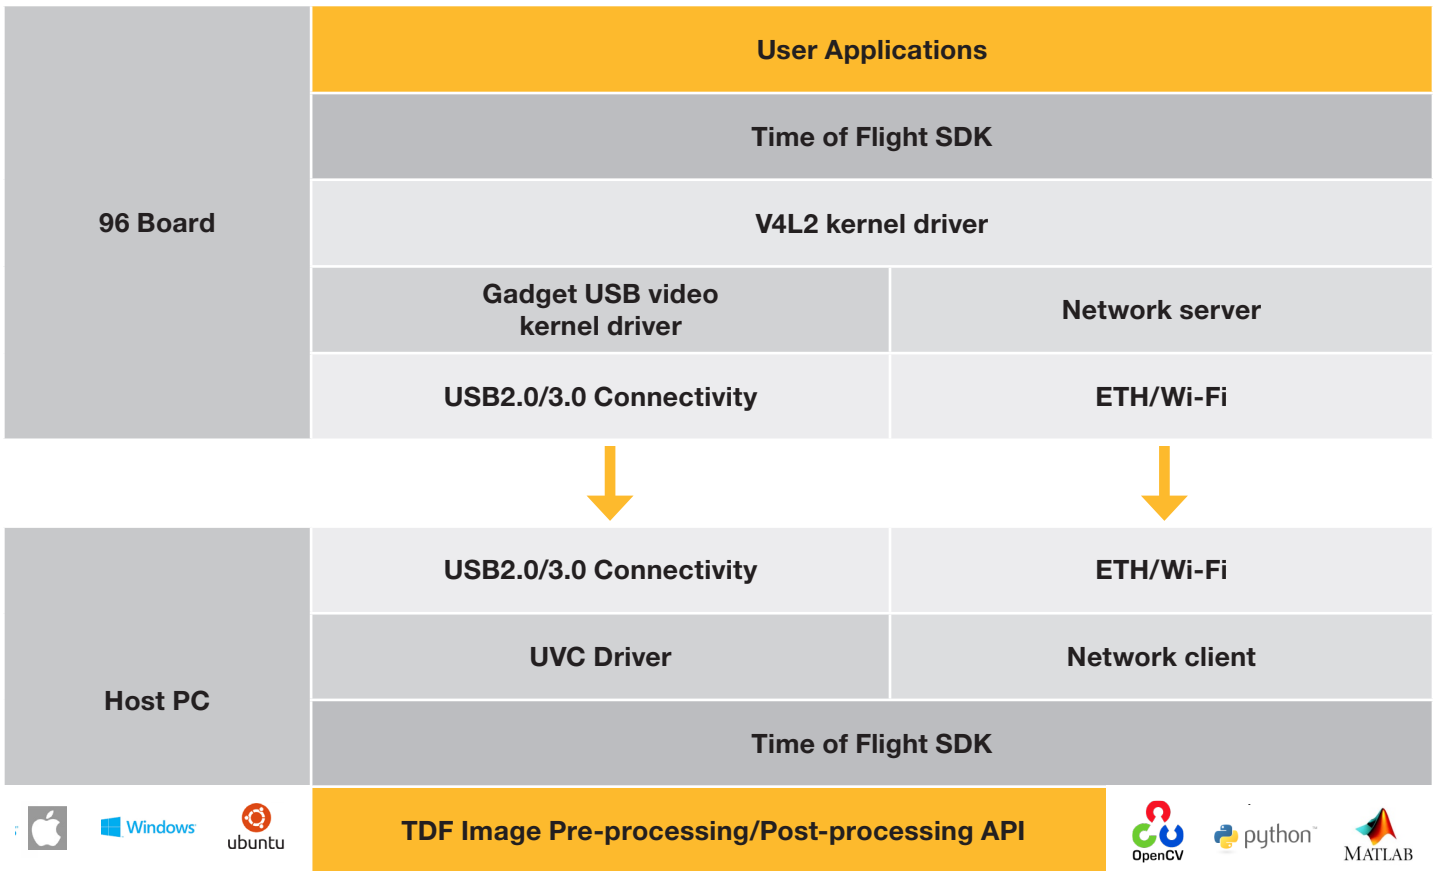 User Applications
Time of Flight SDK
96 Board
V4L2 kernel driver
Gadget USB video
kernel driver
Network server
USB2.0/3.0 Connectivity
ETH/Wi-Fi
USB2.0/3.0 Connectivity
ETH/Wi-Fi
UVC Driver
Network client
Host PC
Time of Flight SDK
Windows
ubuntu
TDF Image Pre-processing/Post-processing API
OpenCV
python™
MATLAB